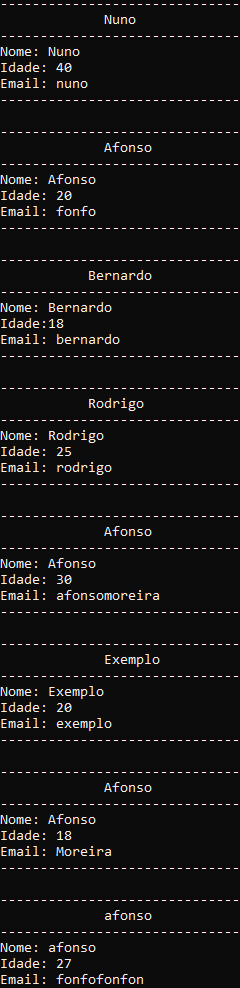 ------------------------------
Nuno
------------------------------
Nome: Nuno
Idade: 40
Email: nuno
------------------------------
------------------------------
Afonso
------------------------------
Nome: Afonso
Idade: 20
Email: fonfo
------------------------------
------------------------------
Bernardo
------------------------------
Nome: Bernardo
Idade:18
Email: bernardo
------------------------------
------------------------------
Rodrigo
------------------------------
Nome: Rodrigo
Idade: 25
Email: rodrigo
------------------------------
------------------------------
Afonso
------------------------------
Nome: Afonso
Idade: 30
Email: afonsomoreira
------------------------------
------------------------------
Exemplo
------------------------------
Nome: Exemplo
Idade: 20
Email: exemplo
------------------------------
------------------------------
Afonso
------------------------------
Nome: Afonso
Idade: 18
Email: Moreira
------------------------------
------------------------------
afonso
------------------------------
Nome: afonso
Idade: 27
Email: fonfofonfon